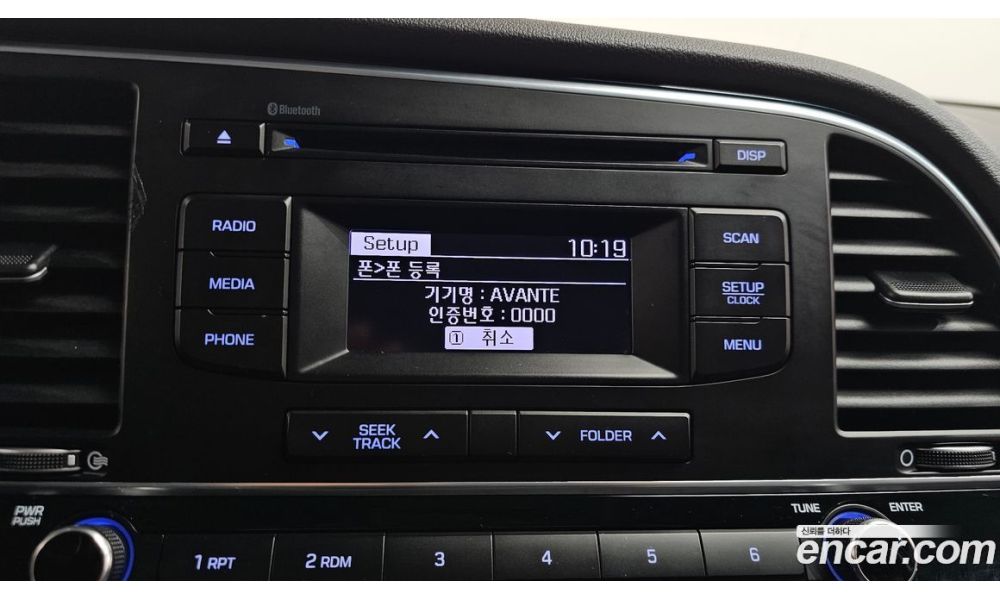 Bluetooth
DISP
RADIO
MEDIA
PHONE
Setup 10:19
폰>폰 등록
기기명 : AVANTE
인증번호 : 0000
① 취소
SCAN
SETUP
CLOCK
MENU
SEEK
TRACK
FOLDER
PWR
PUSH
TUNE
ENTER
1 RPT
2 RDM
3
4
5
6
신뢰를 더하다
encar.com